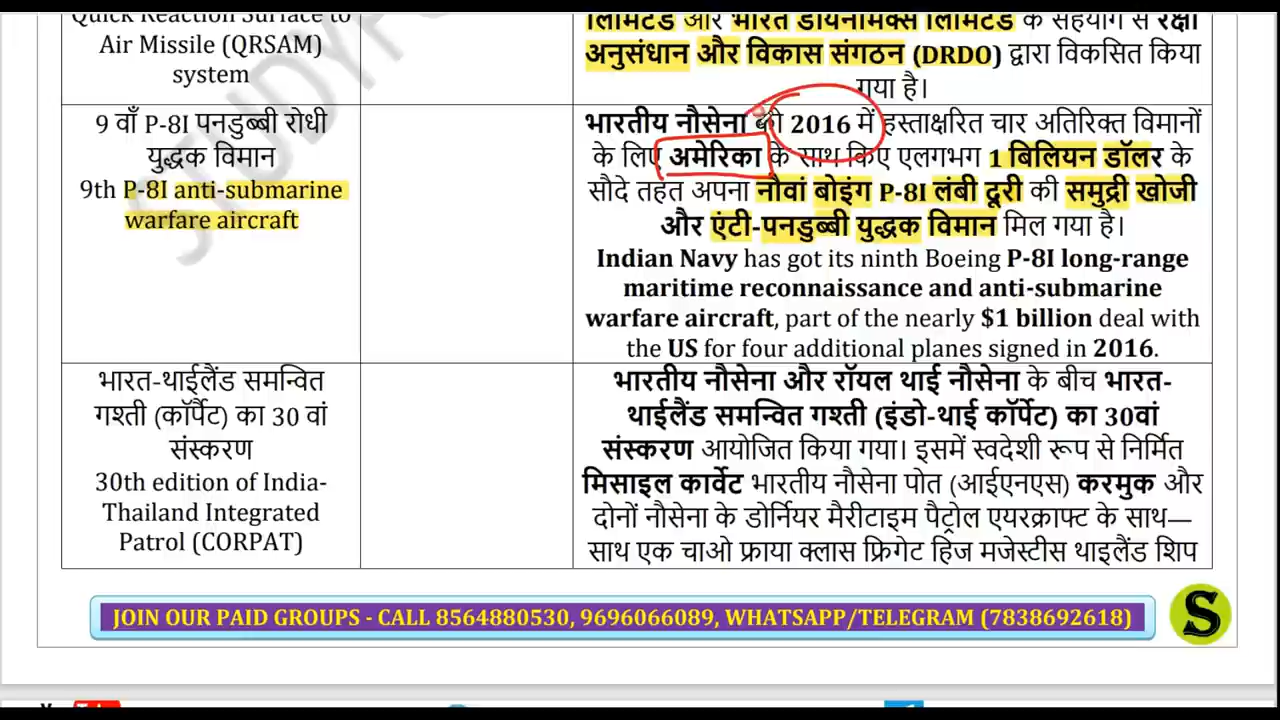 Quick Reaction Surface to
Air Missile (QRSAM)
system
लिमिटेड और भारत डायनामिक्स लिमिटेड के सहयोग से रक्षा
अनुसंधान और विकास संगठन (DRDO) द्वारा विकसित किया
गया है।
9 वाँ P-8I पनडुब्बी रोधी
युद्धक विमान
9th P-8I anti-submarine
warfare aircraft
भारतीय नौसेना को 2016 में हस्ताक्षरित चार अतिरिक्त विमानों
के लिए अमेरिका के साथ किए एलगभग 1 बिलियन डॉलर के
सौदे तहत अपना नौवां बोइंग P-8I लंबी दूरी की समुद्री खोजी
और एंटी-पनडुब्बी युद्धक विमान मिल गया है।
Indian Navy has got its ninth Boeing P-8I long-range
maritime reconnaissance and anti-submarine
warfare aircraft, part of the nearly $1 billion deal with
the US for four additional planes signed in 2016.
भारत-थाईलैंड समन्वित
गश्ती (कॉर्पैट) का 30 वां
संस्करण
30th edition of India-
Thailand Integrated
Patrol (CORPAT)
भारतीय नौसेना और रॉयल थाई नौसेना के बीच भारत-
थाईलैंड समन्वित गश्ती (इंडो-थाई कॉर्पेट) का 30वां
संस्करण आयोजित किया गया। इसमें स्वदेशी रूप से निर्मित
मिसाइल कार्वेट भारतीय नौसेना पोत (आईएनएस) करमुक और
दोनों नौसेना के डोर्नियर मैरीटाइम पैट्रोल एयरक्राफ्ट के साथ—
साथ एक चाओ फ्राया क्लास फ्रिगेट हिज मजेस्टीस थाइलैंड शिप
JOIN OUR PAID GROUPS - CALL 8564880530, 9696066089, WHATSAPP/TELEGRAM (7838692618)
S